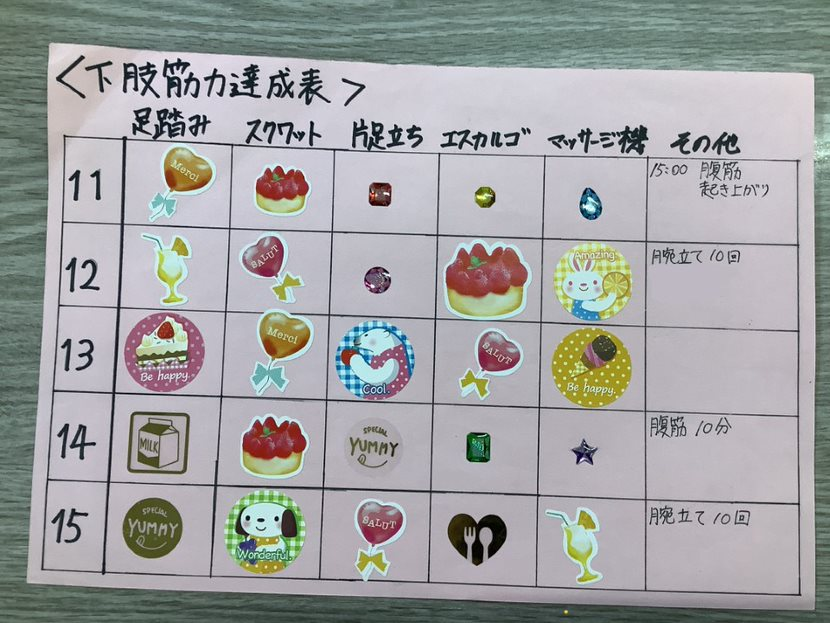 <下肢筋力達成表>
足踏み スクワット 片足立ち エスカルゴ マッサージ機 その他
11 Merci 15:00 腹筋
起き上がり
12 SALUT Amazing 腕立て10回
13 Be happy. Merci Cool. SALUT Be happy.
14 MILK SPECIAL YUMMY 腹筋 10分
15 SPECIAL YUMMY Wonderful. SALUT 腕立て10回